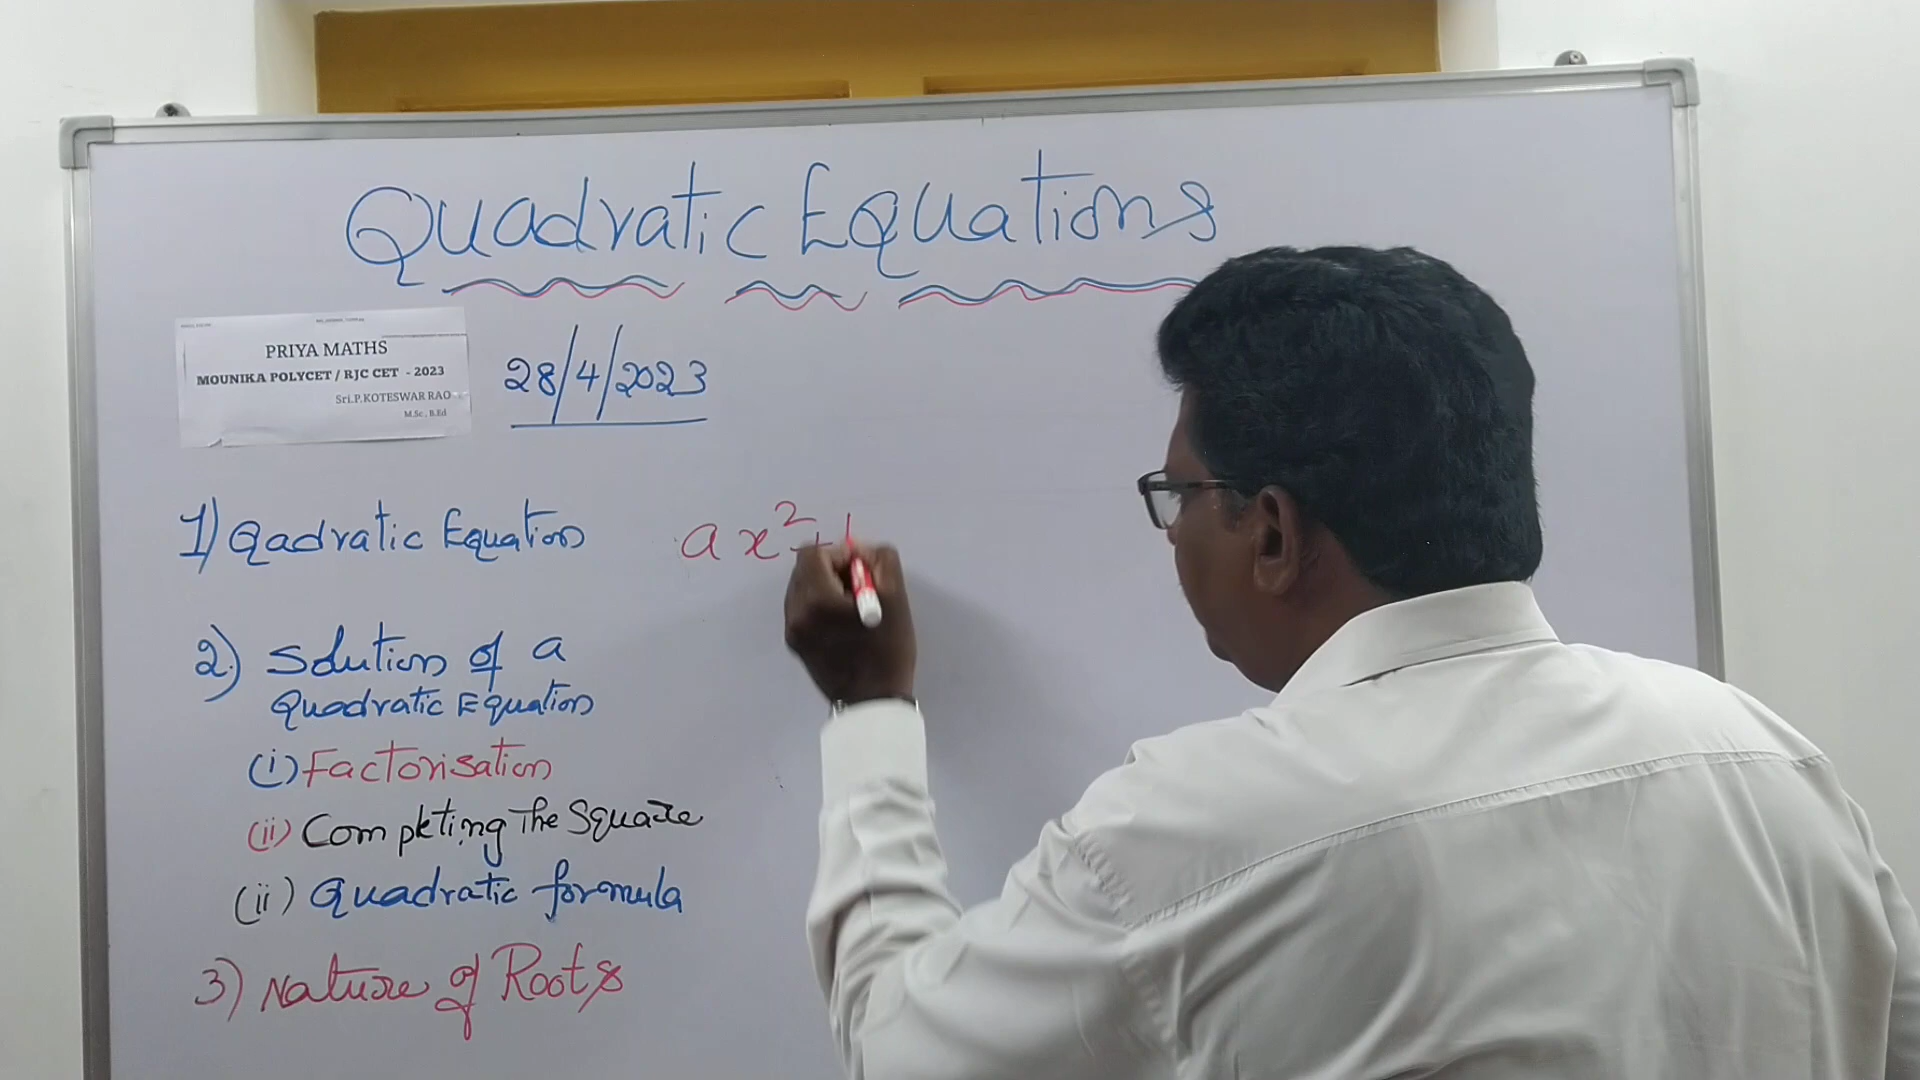 Quadratic Equations
PRIYA MATHS
MOUNIKA POLYCET / RJC CET - 2023
Sri.P.KOTESWAR RAO
M.Sc., B.Ed
28/4/2023
1) Qadratic Equation
ax²+
2) Solution of a
Quadratic Equation
(i) Factorisation
(ii) Completing The Square
(ii) Quadratic formula
3) Nature of Roots